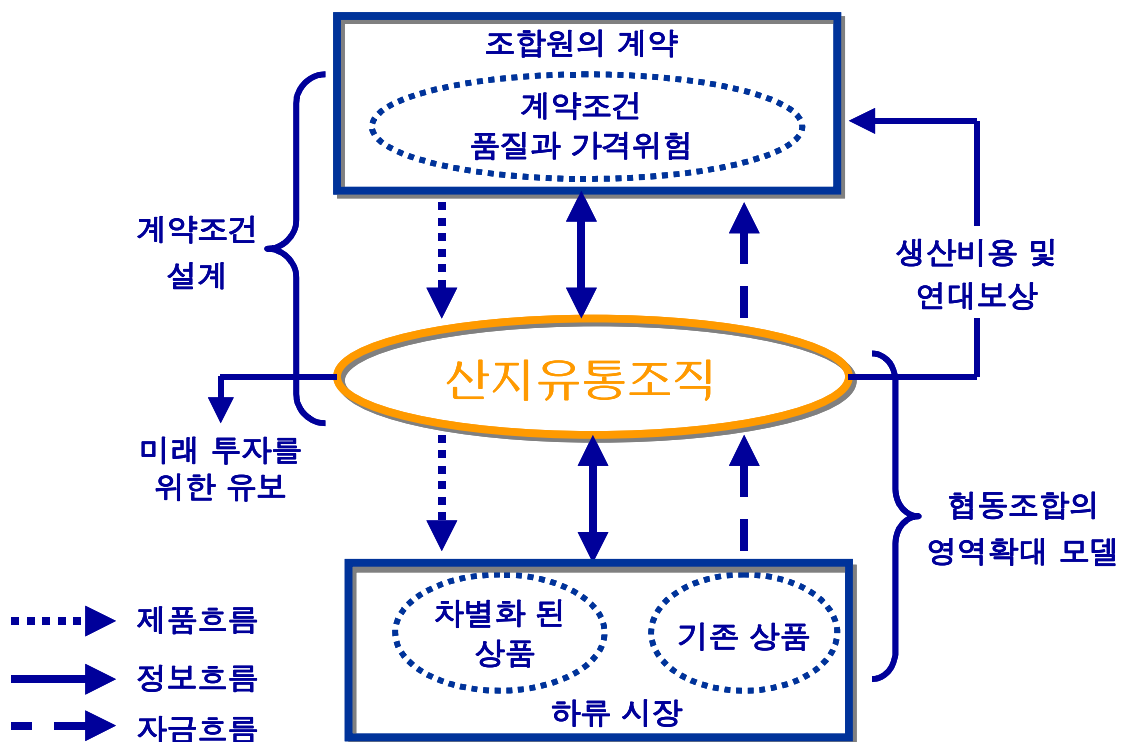 조합원의 계약
계약조건
품질과 가격위험
계약조건
설계
생산비용 및
연대보상
산지유통조직
미래 투자를
위한 유보
협동조합의
영역확대 모델
차별화 된
상품
기존 상품
하류 시장
제품흐름
정보흐름
자금흐름